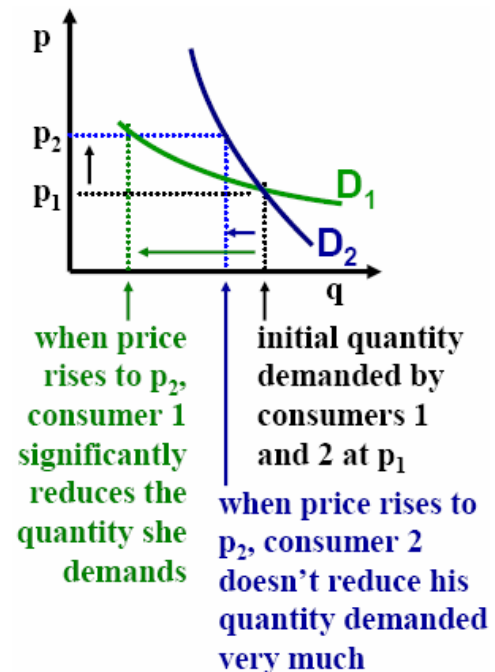 p
p2
p1
D1
D2
q
when price
rises to p2,
consumer 1
significantly
reduces the
quantity she
demands
initial quantity
demanded by
consumers 1
and 2 at p1
when price rises to
p2, consumer 2
doesn't reduce his
quantity demanded
very much